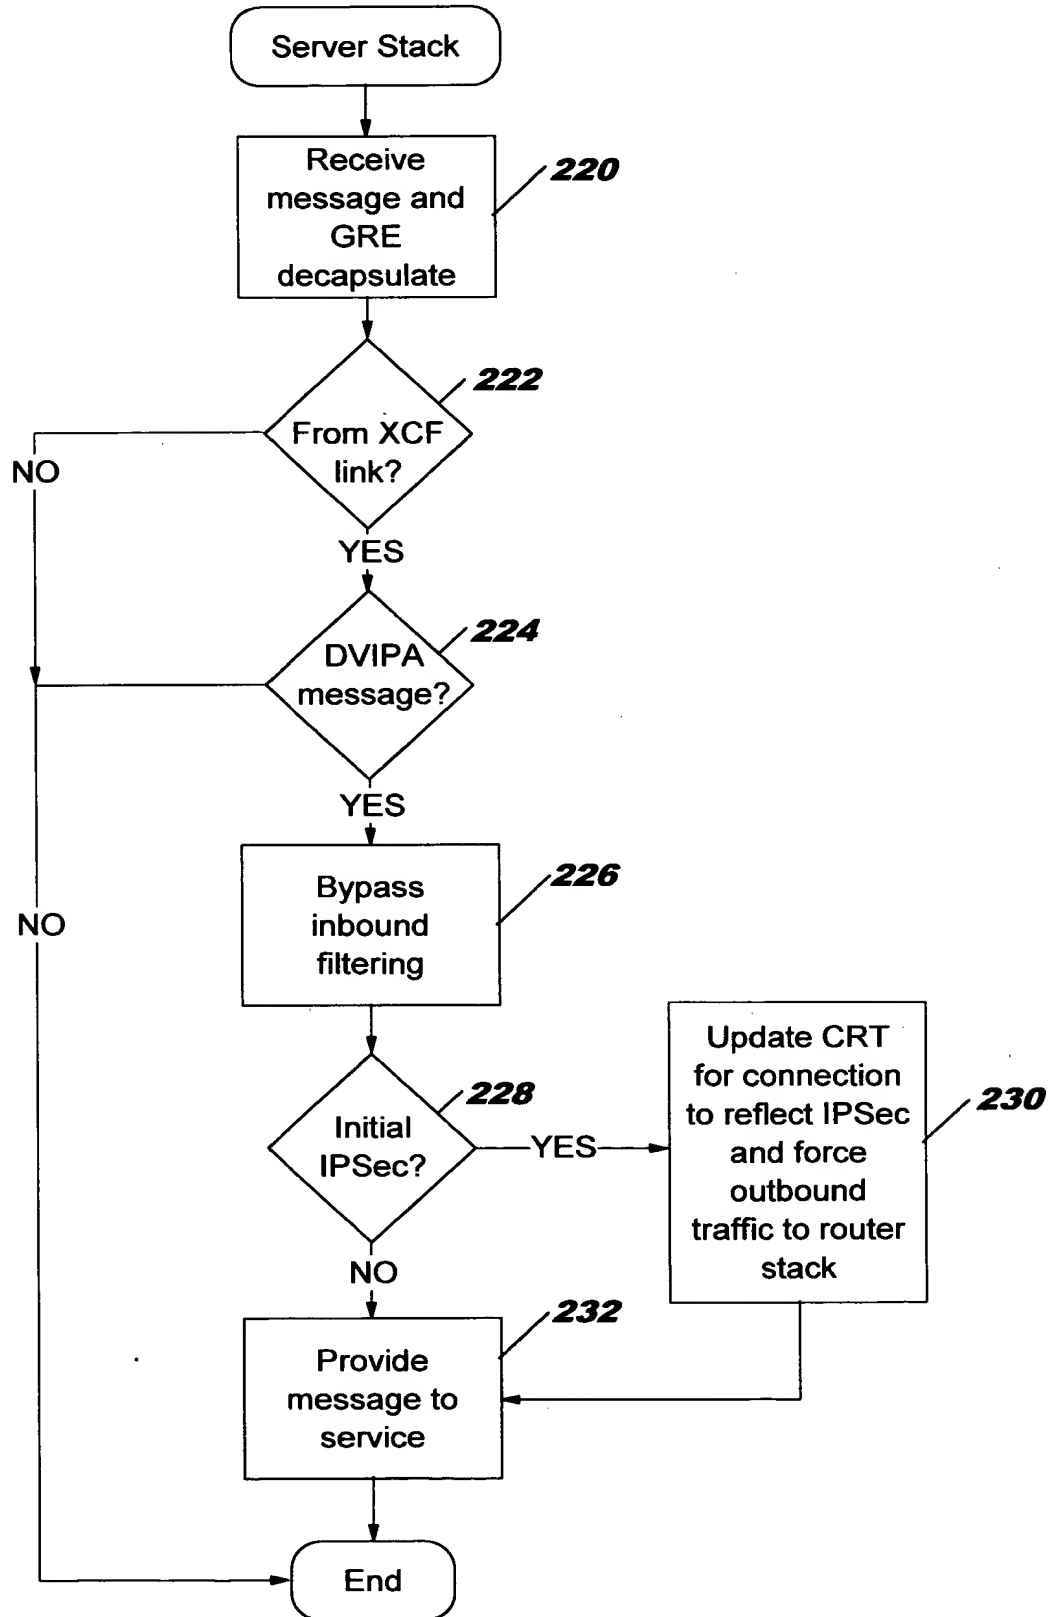 Server Stack
Receive
message and
GRE
decapsulate
220
From XCF
link?
222
NO
YES
DVIPA
message?
224
YES
NO
Bypass
inbound
filtering
226
Initial
IPSec?
228
YES
Update CRT
for connection
to reflect IPSec
and force
outbound
traffic to router
stack
230
NO
Provide
message to
service
232
End